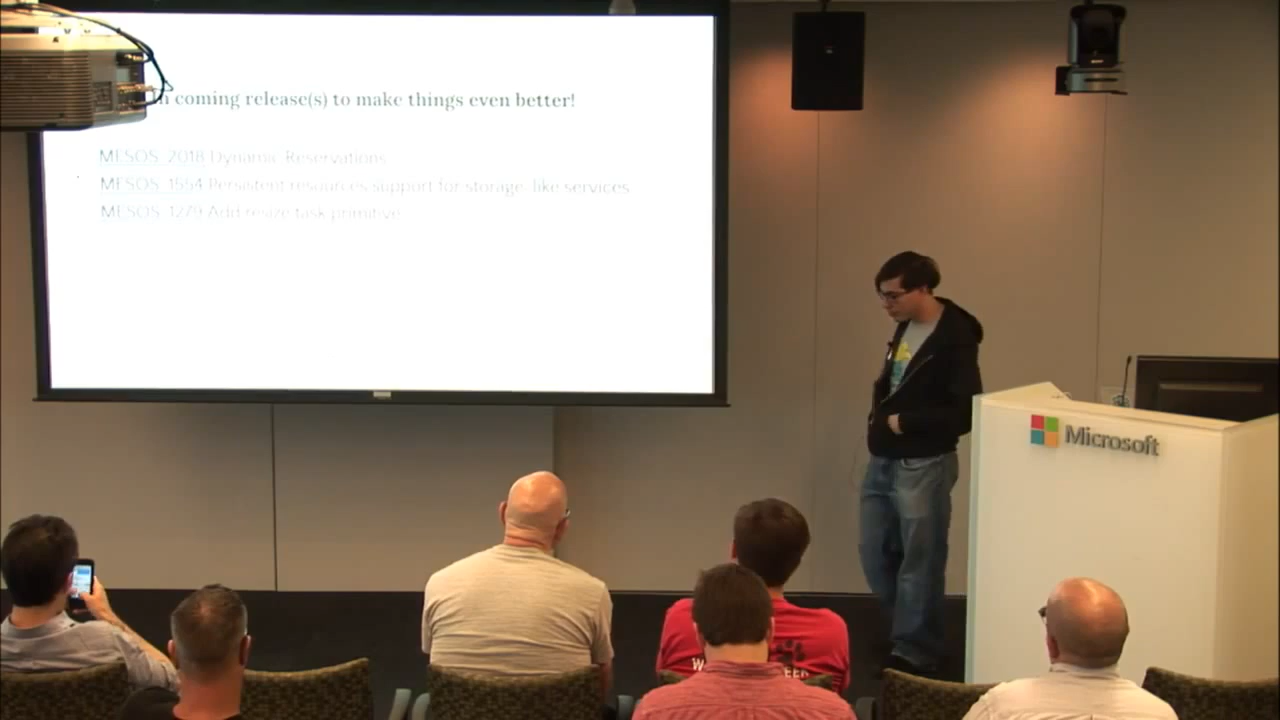 In coming release(s) to make things even better!
MESOS-2018 Dynamic Reservations
MESOS-1554 Persistent resources support for storage-like services
MESOS-1279 Add resize task primitive
Microsoft